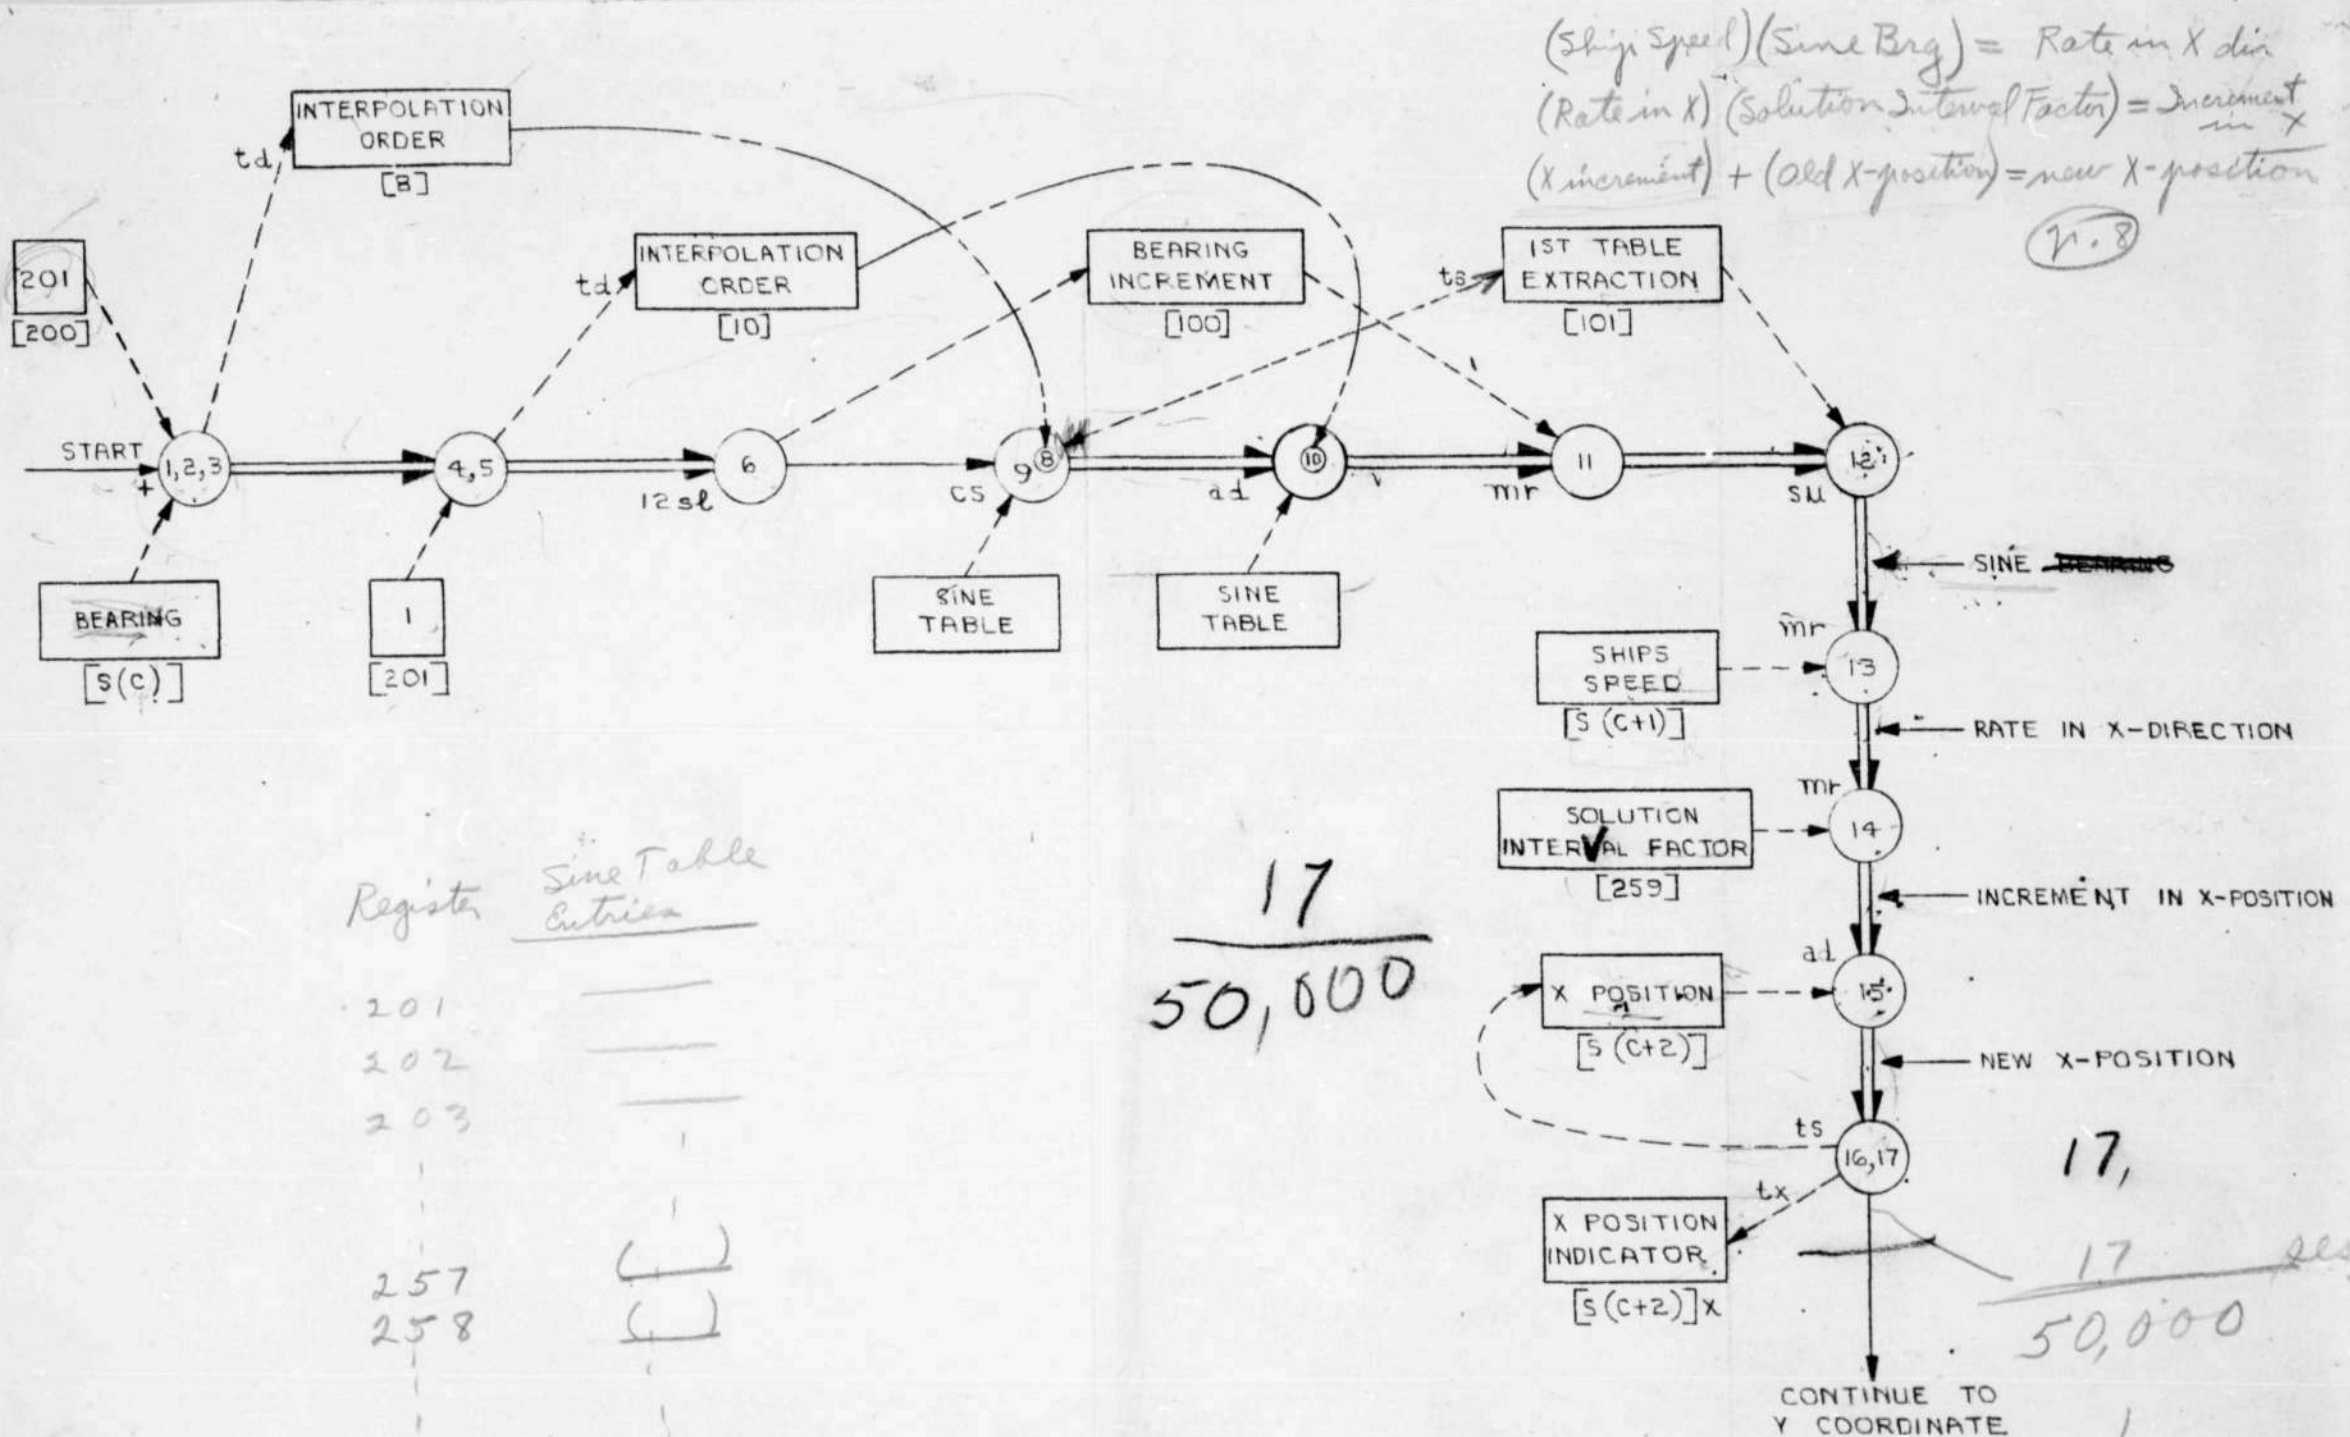 (Ship Speed)(Sine Brg) = Rate in X dir
(Rate in X) (Solution Interval Factor) = Increment
in X
(X increment) + (Old X-position) = new X-position
p. 8
INTERPOLATION
ORDER
[8]
td
201
[200]
INTERPOLATION
ORDER
[10]
td
BEARING
INCREMENT
[100]
1ST TABLE
EXTRACTION
[101]
ts
START
+
1,2,3
4,5
12 sl
6
cs
9 8
ad
10
mr
11
su
12
BEARING
[S(C)]
1
[201]
SINE
TABLE
SINE
TABLE
SINE
mr
SHIPS
SPEED
[S (C+1)]
13
RATE IN X-DIRECTION
mr
SOLUTION
INTERVAL FACTOR
[259]
14
INCREMENT IN X-POSITION
ad
X POSITION
[S (C+2)]
15
NEW X-POSITION
ts
16,17
tx
X POSITION
INDICATOR
[S (C+2)] X
CONTINUE TO
Y COORDINATE
Register
Sine Table
Entries
201
202
203
257
( )
258
( )
17
50,000
17,
17
50,000